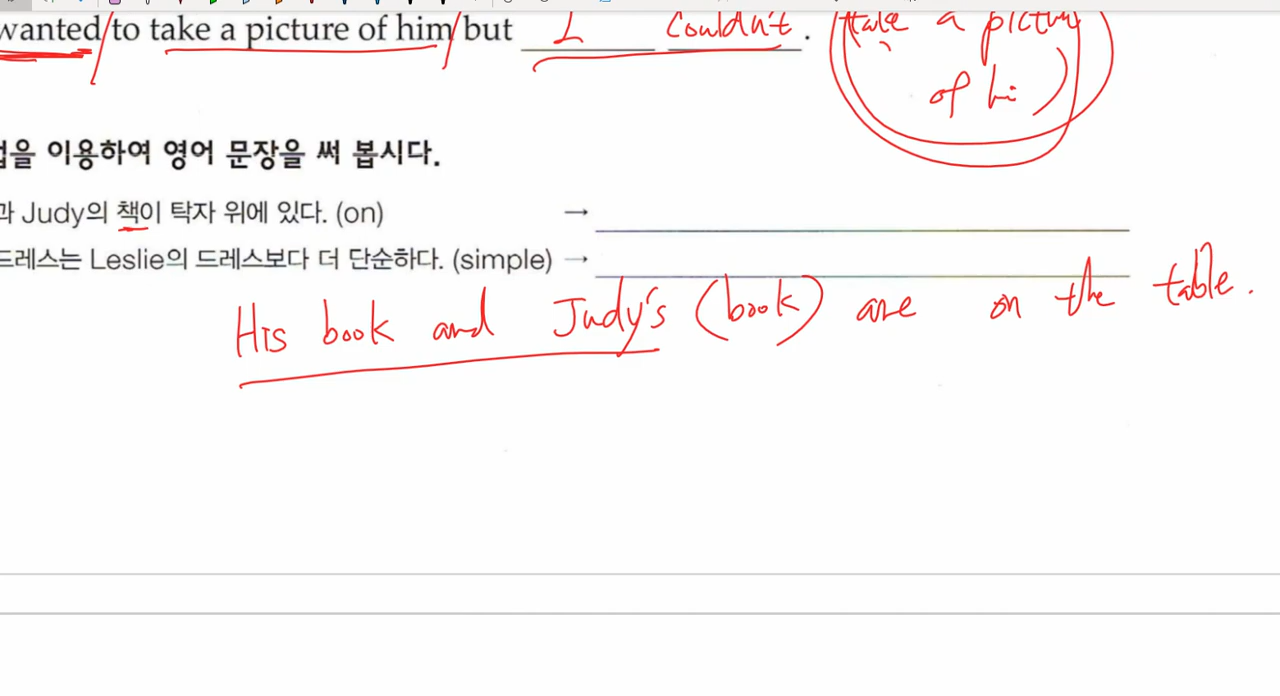 wanted to take a picture of him but I couldn't. (take a picture
of hi )
법을 이용하여 영어 문장을 써 봅시다.
과 Judy의 책이 탁자 위에 있다. (on) →
드레스는 Leslie의 드레스보다 더 단순하다. (simple) →
His book and Judy's (book) are on the table.